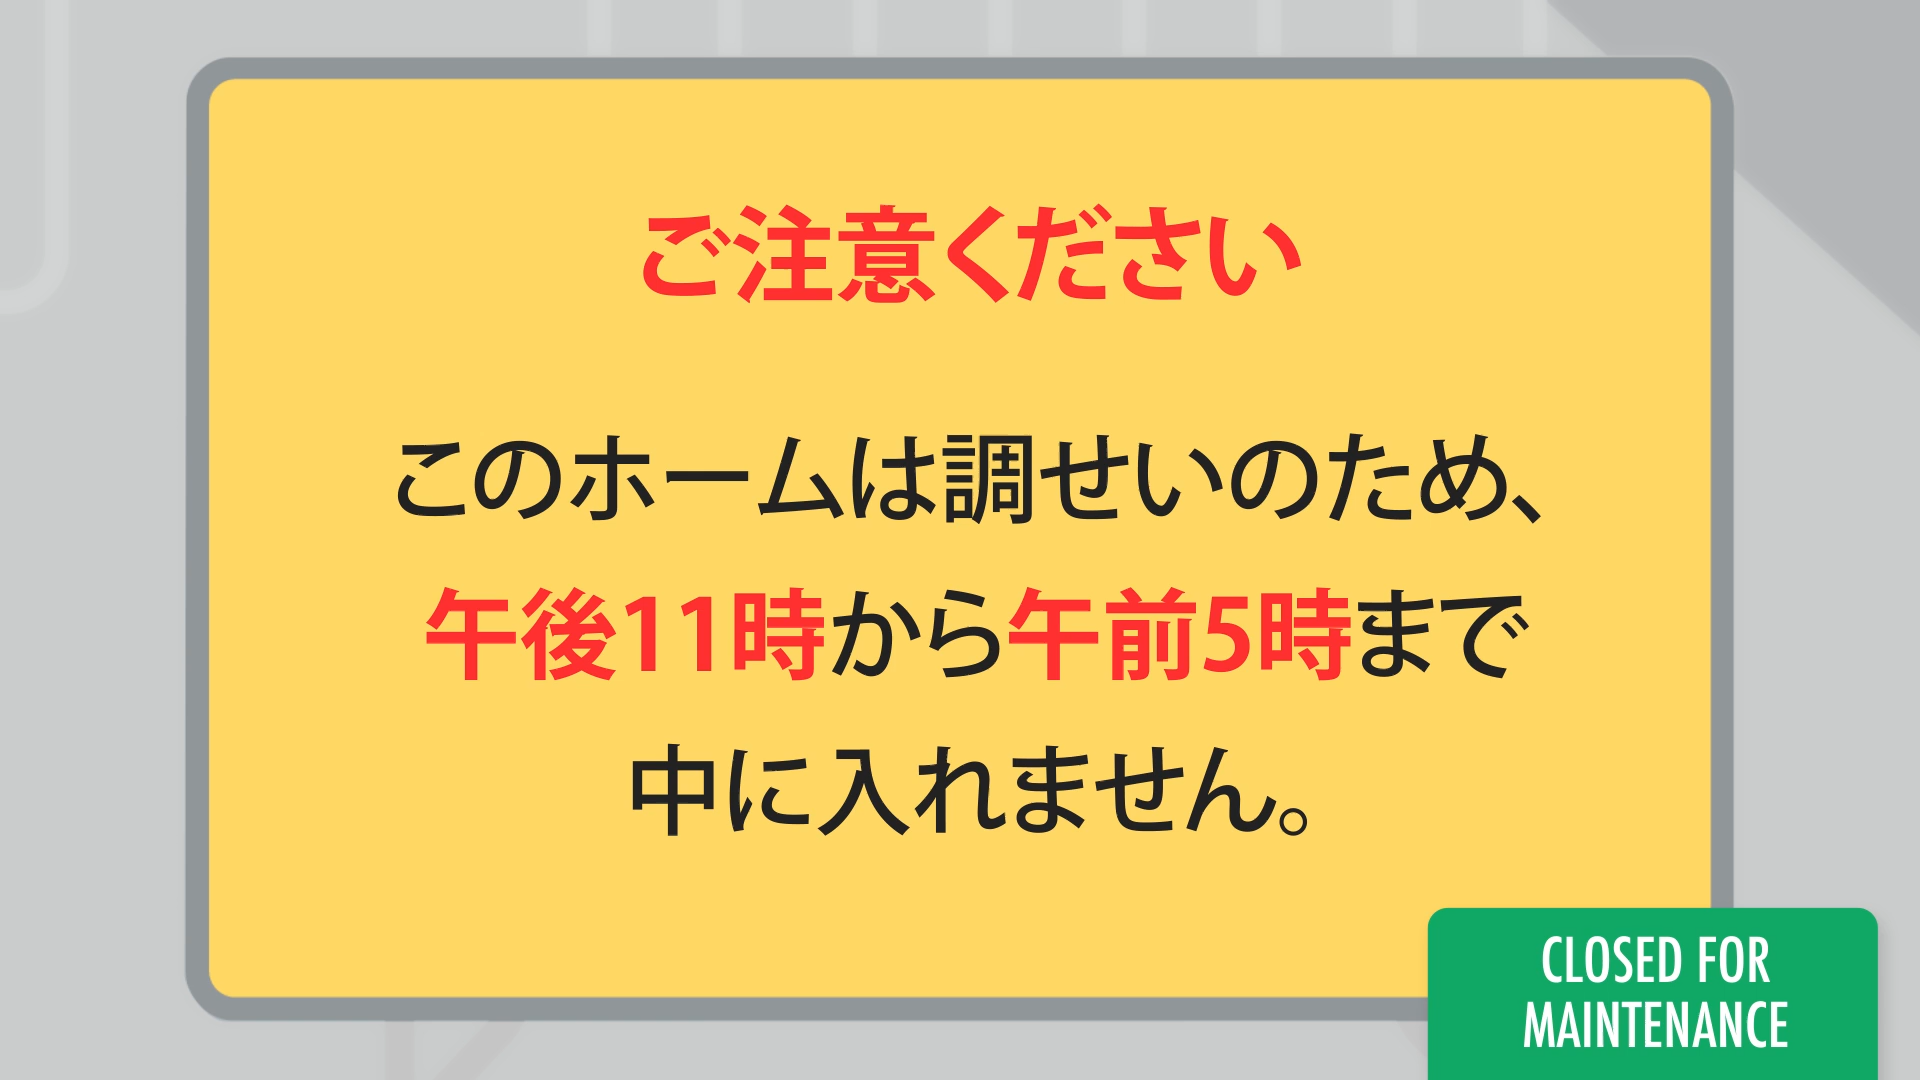 ご注意ください
このホームは調せいのため、
午後11時から午前5時まで
中に入れません。
CLOSED FOR
MAINTENANCE